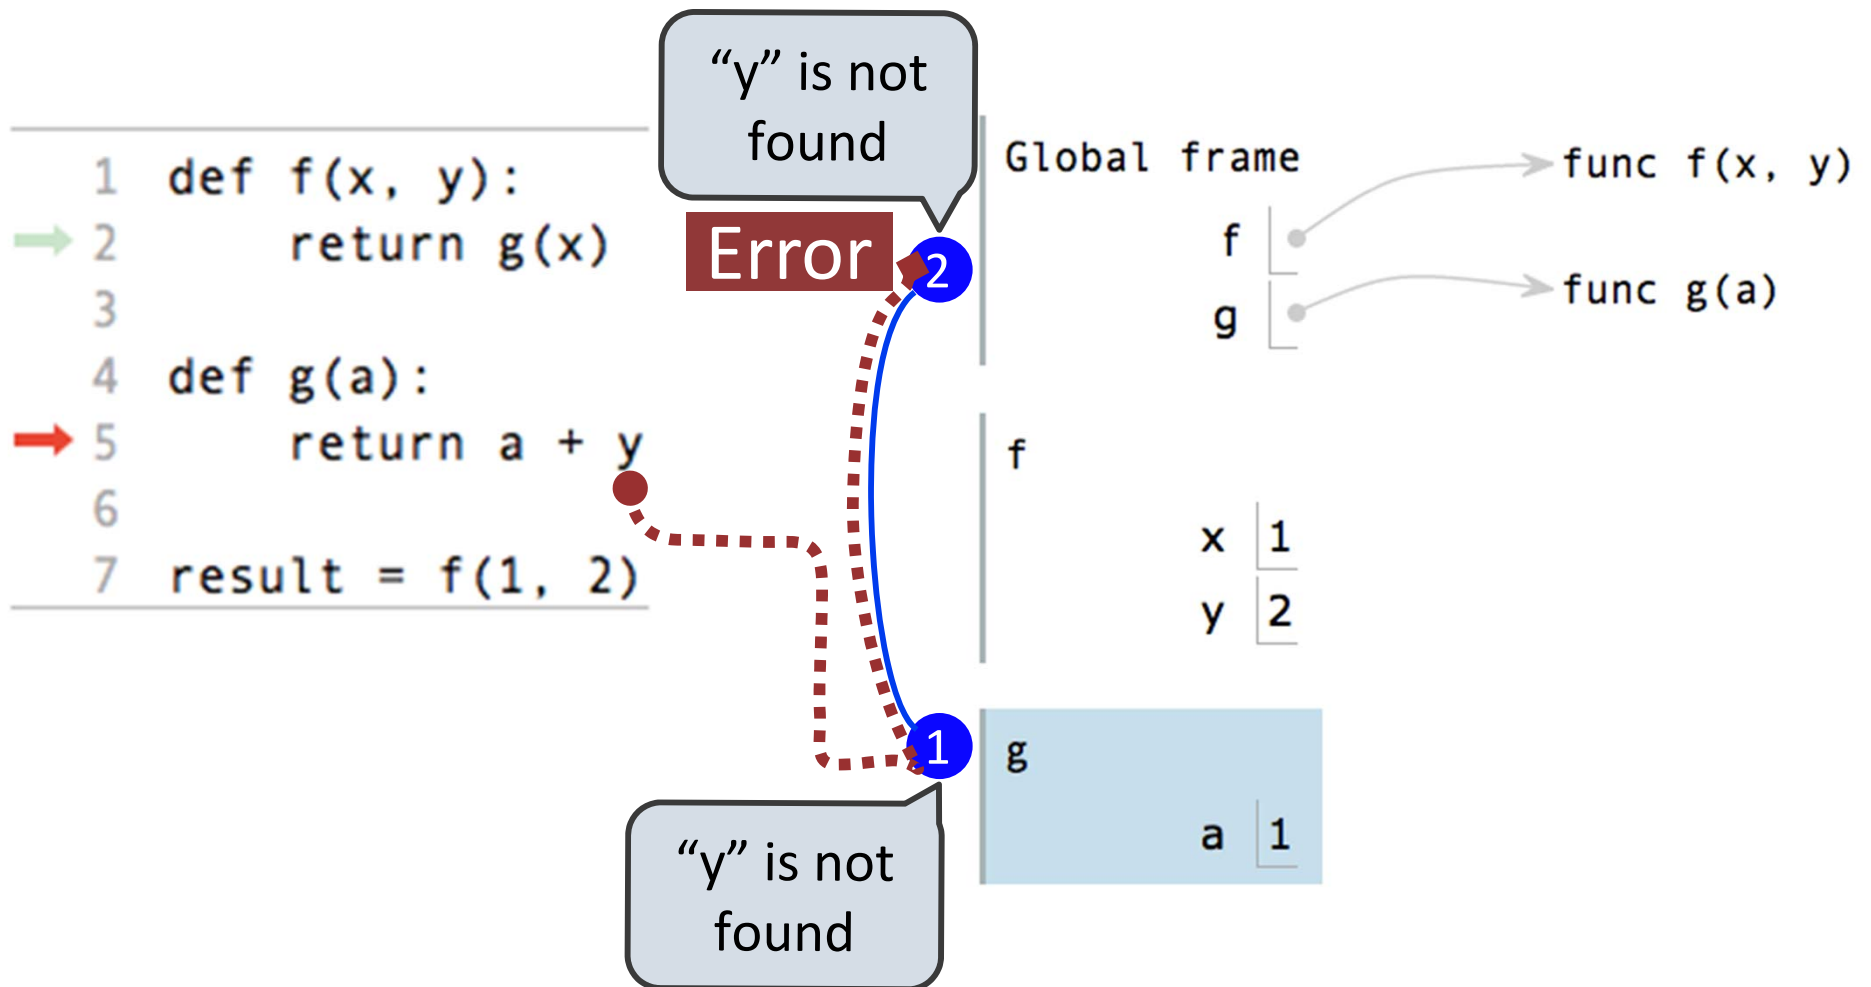 “y” is not
found
1 def f(x, y):
2     return g(x)
3
4 def g(a):
5     return a + y
6
7 result = f(1, 2)
Error
2
Global frame
f
g
func f(x, y)
func g(a)
f
x 1
y 2
1
g
a 1
“y” is not
found